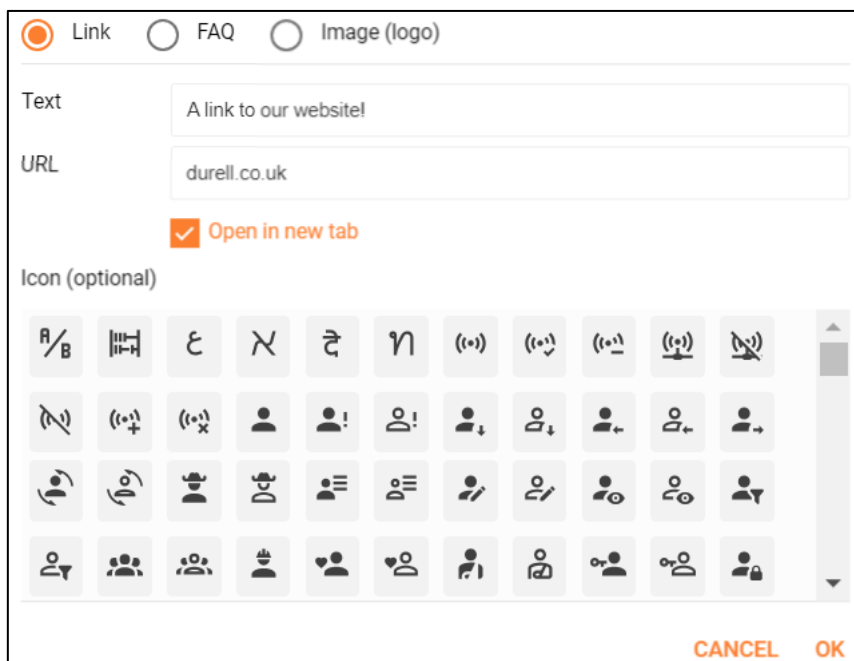 Link FAQ Image (logo)
Text A link to our website!
URL durell.co.uk
Open in new tab
Icon (optional)
A/B ع א दे ท
CANCEL OK